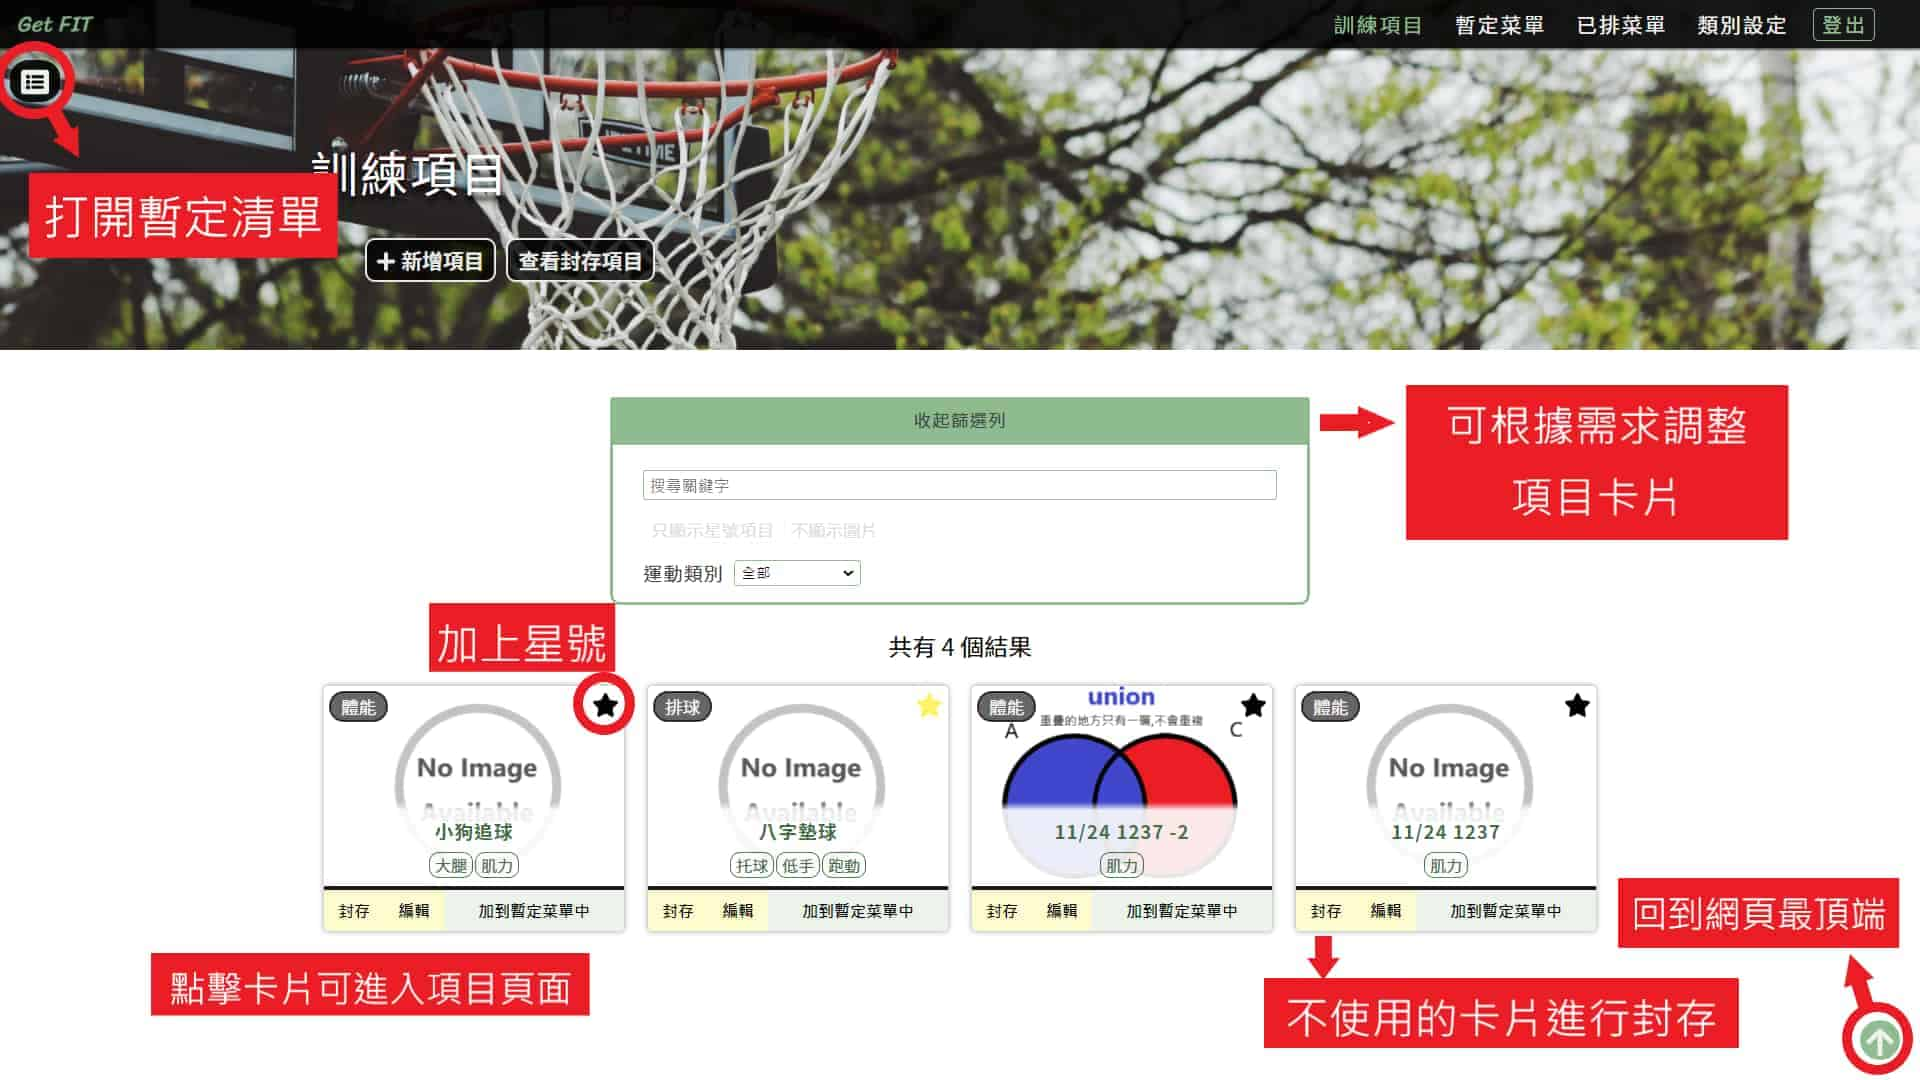 Get FIT
訓練項目
暫定菜單
已排菜單
類別設定
登出
訓練項目
打開暫定清單
新增項目
查看封存項目
收起篩選列
可根據需求調整
項目卡片
搜尋關鍵字
只顯示星號項目
不顯示圖片
運動類別
全部
加上星號
共有 4 個結果
體能
No Image
Available
小狗追球
大腿
肌力
封存
編輯
加到暫定菜單中
排球
No Image
Available
八字墊球
托球
低手
跑動
封存
編輯
加到暫定菜單中
體能
union
重疊的地方只有一欄,不會重複
A
C
11/24 1237 -2
肌力
封存
編輯
加到暫定菜單中
體能
No Image
Available
11/24 1237
肌力
封存
編輯
加到暫定菜單中
回到網頁最頂端
點擊卡片可進入項目頁面
不使用的卡片進行封存